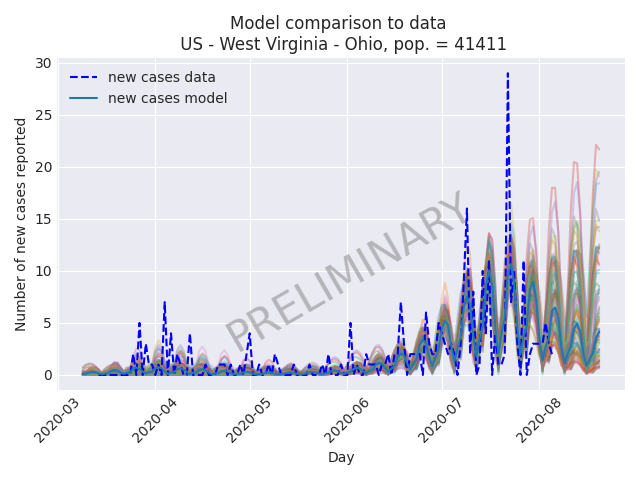 Model comparison to data
US - West Virginia - Ohio, pop. = 41411
new cases data
new cases model
Number of new cases reported
30
25
20
15
10
5
0
PRELIMINARY
2020-03
2020-04
2020-05
2020-06
2020-07
2020-08
Day